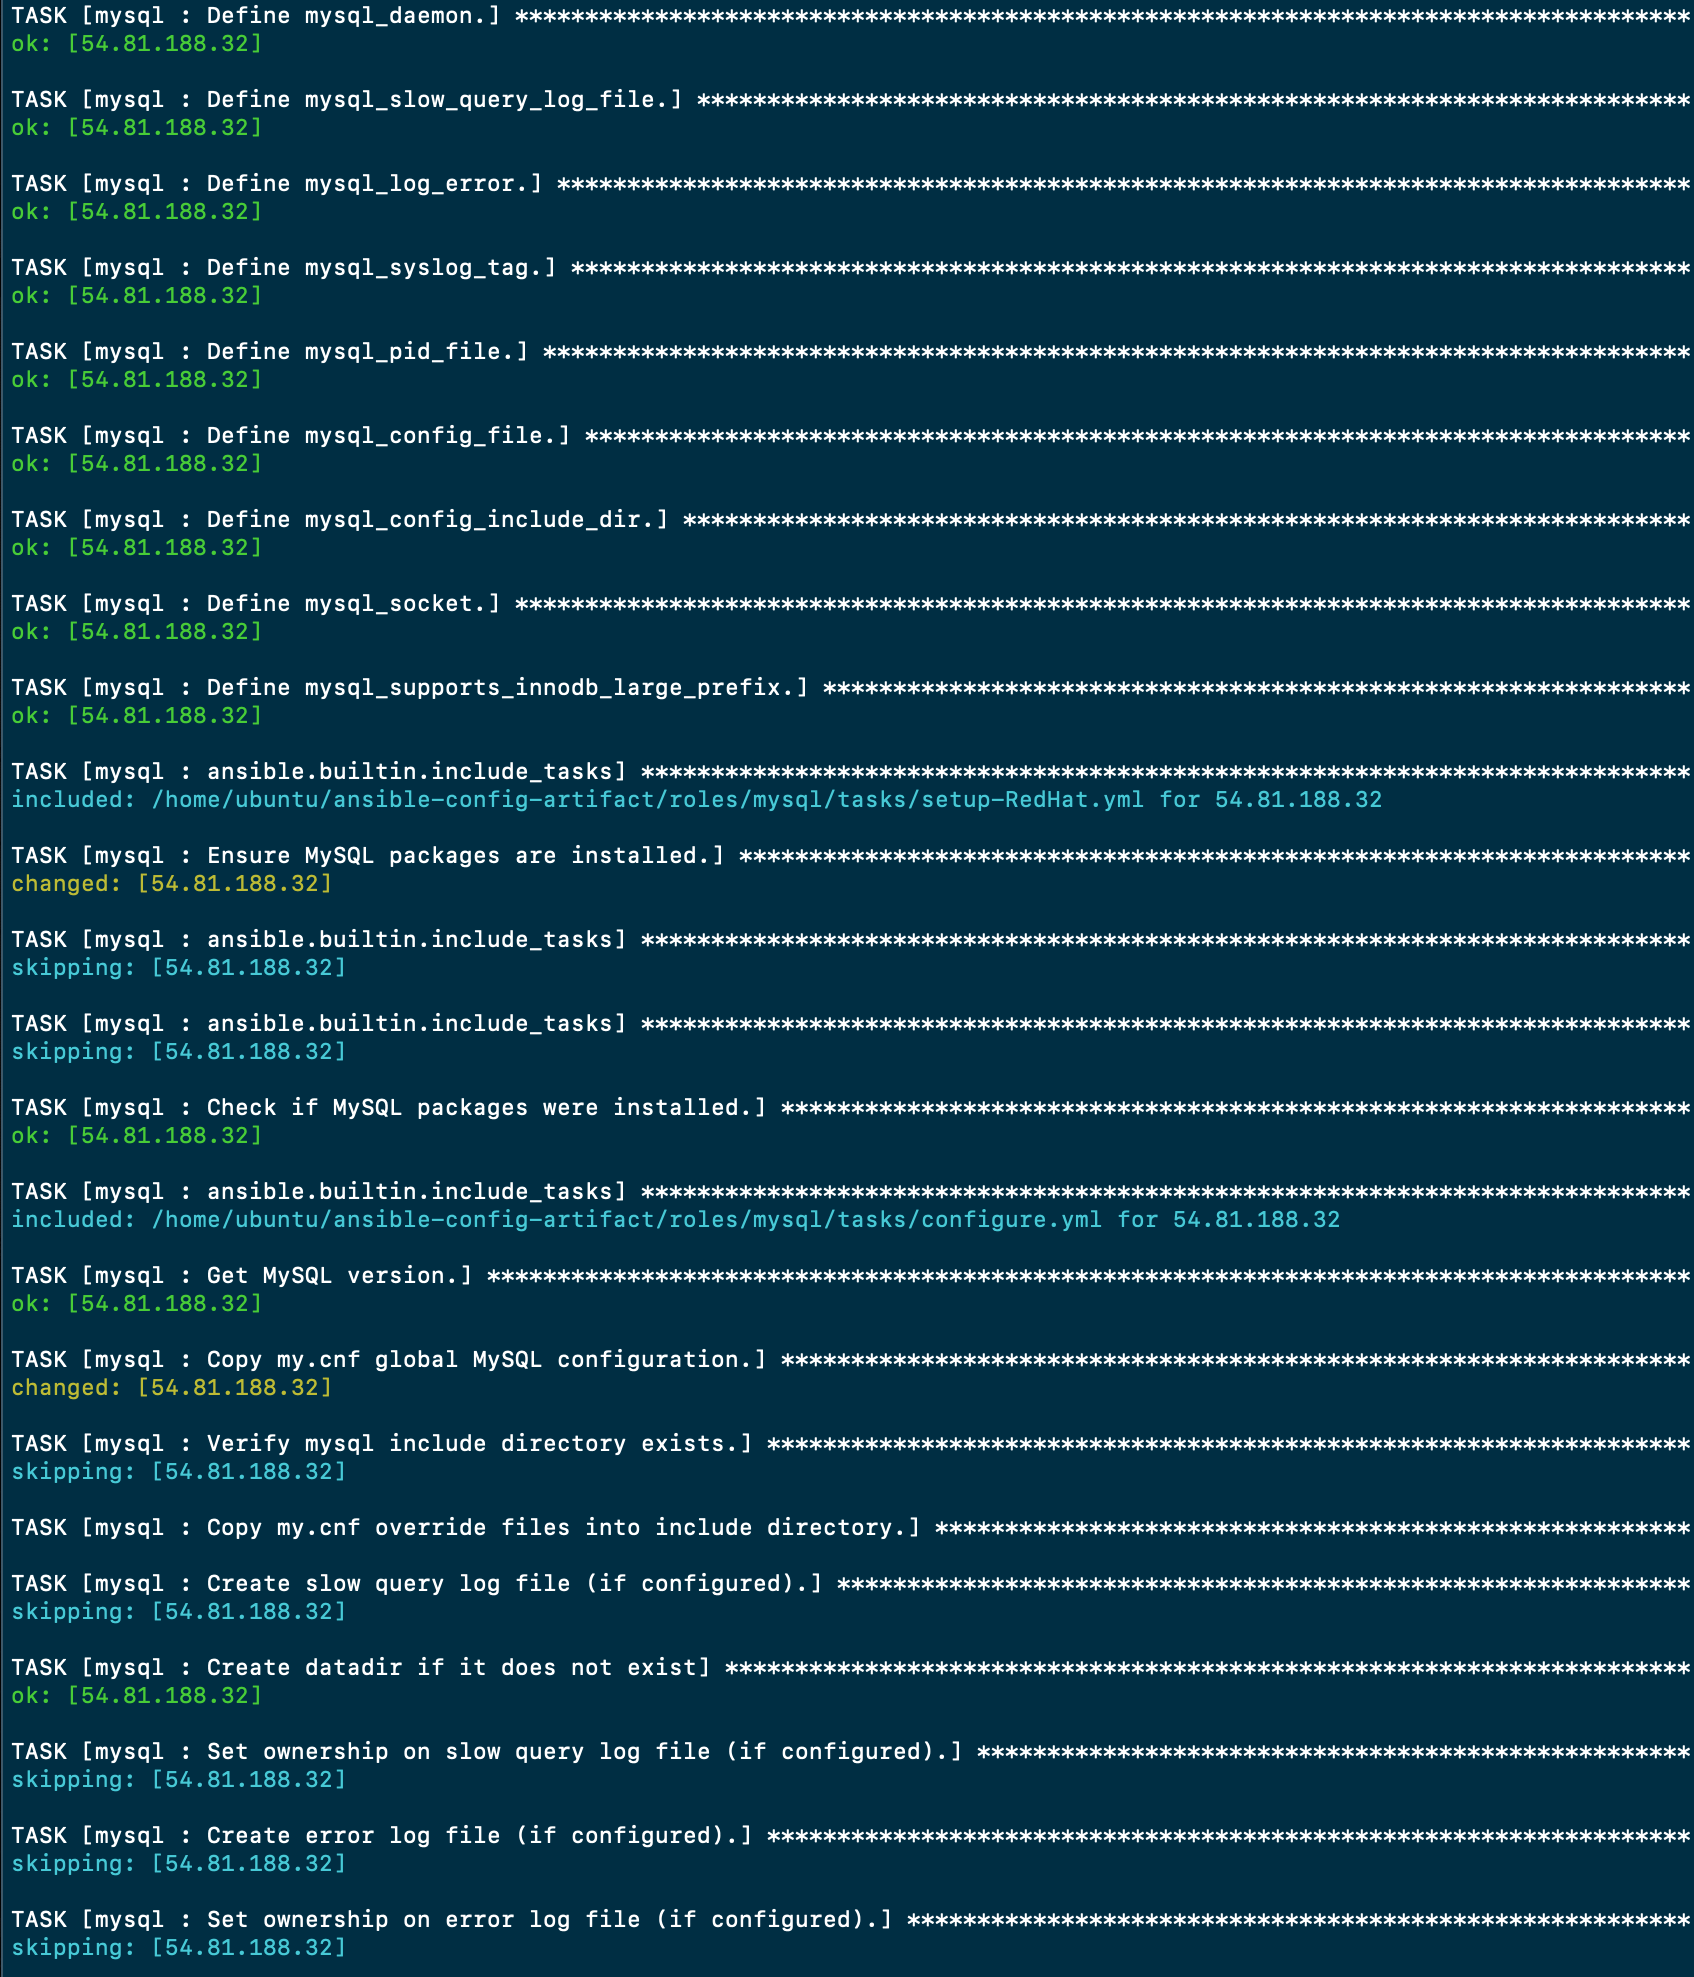 TASK [mysql : Define mysql_daemon.] ************************************************************************************
ok: [54.81.188.32]
TASK [mysql : Define mysql_slow_query_log_file.] ***********************************************************************
ok: [54.81.188.32]
TASK [mysql : Define mysql_log_error.] *********************************************************************************
ok: [54.81.188.32]
TASK [mysql : Define mysql_syslog_tag.] ********************************************************************************
ok: [54.81.188.32]
TASK [mysql : Define mysql_pid_file.] **********************************************************************************
ok: [54.81.188.32]
TASK [mysql : Define mysql_config_file.] *******************************************************************************
ok: [54.81.188.32]
TASK [mysql : Define mysql_config_include_dir.] ************************************************************************
ok: [54.81.188.32]
TASK [mysql : Define mysql_socket.] ************************************************************************************
ok: [54.81.188.32]
TASK [mysql : Define mysql_supports_innodb_large_prefix.] **************************************************************
ok: [54.81.188.32]
TASK [mysql : ansible.builtin.include_tasks] ***************************************************************************
included: /home/ubuntu/ansible-config-artifact/roles/mysql/tasks/setup-RedHat.yml for 54.81.188.32
TASK [mysql : Ensure MySQL packages are installed.] ********************************************************************
changed: [54.81.188.32]
TASK [mysql : ansible.builtin.include_tasks] ***************************************************************************
skipping: [54.81.188.32]
TASK [mysql : ansible.builtin.include_tasks] ***************************************************************************
skipping: [54.81.188.32]
TASK [mysql : Check if MySQL packages were installed.] *****************************************************************
ok: [54.81.188.32]
TASK [mysql : ansible.builtin.include_tasks] ***************************************************************************
included: /home/ubuntu/ansible-config-artifact/roles/mysql/tasks/configure.yml for 54.81.188.32
TASK [mysql : Get MySQL version.] **************************************************************************************
ok: [54.81.188.32]
TASK [mysql : Copy my.cnf global MySQL configuration.] *****************************************************************
changed: [54.81.188.32]
TASK [mysql : Verify mysql include directory exists.] ******************************************************************
skipping: [54.81.188.32]
TASK [mysql : Copy my.cnf override files into include directory.] ******************************************************
TASK [mysql : Create slow query log file (if configured).] *************************************************************
skipping: [54.81.188.32]
TASK [mysql : Create datadir if it does not exist] *********************************************************************
ok: [54.81.188.32]
TASK [mysql : Set ownership on slow query log file (if configured).] ***************************************************
skipping: [54.81.188.32]
TASK [mysql : Create error log file (if configured).] ******************************************************************
skipping: [54.81.188.32]
TASK [mysql : Set ownership on error log file (if configured).] ********************************************************
skipping: [54.81.188.32]